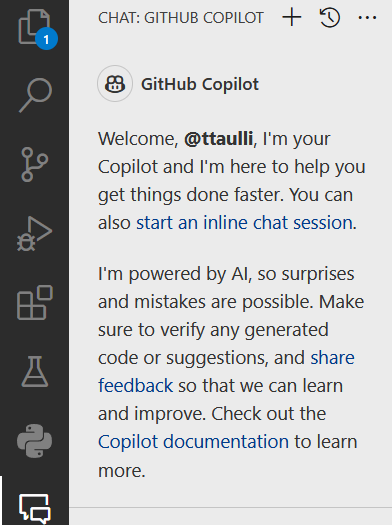 CHAT: GITHUB COPILOT
1
GitHub Copilot
Welcome, @ttaulli, I'm your
Copilot and I'm here to help you
get things done faster. You can
also start an inline chat session.
I'm powered by AI, so surprises
and mistakes are possible. Make
sure to verify any generated
code or suggestions, and share
feedback so that we can learn
and improve. Check out the
Copilot documentation to learn
more.